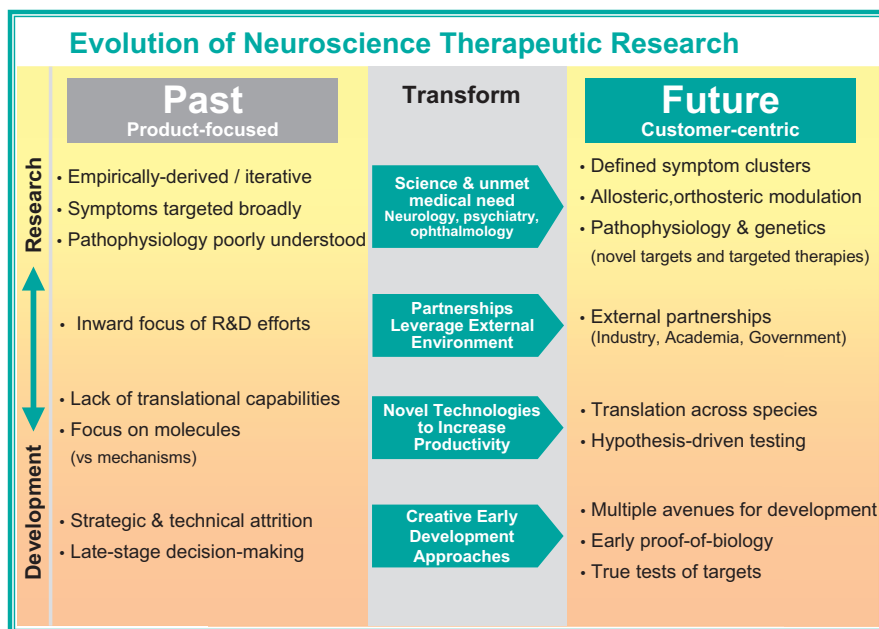 Evolution of Neuroscience Therapeutic Research
Past
Product-focused
Transform
Future
Customer-centric
Research
Development
• Empirically-derived / iterative
• Symptoms targeted broadly
• Pathophysiology poorly understood
Science & unmet
medical need
Neurology, psychiatry,
ophthalmology
• Defined symptom clusters
• Allosteric,orthosteric modulation
• Pathophysiology & genetics
(novel targets and targeted therapies)
• Inward focus of R&D efforts
Partnerships
Leverage External
Environment
• External partnerships
(Industry, Academia, Government)
• Lack of translational capabilities
• Focus on molecules
(vs mechanisms)
Novel Technologies
to Increase
Productivity
• Translation across species
• Hypothesis-driven testing
• Strategic & technical attrition
• Late-stage decision-making
Creative Early
Development
Approaches
• Multiple avenues for development
• Early proof-of-biology
• True tests of targets